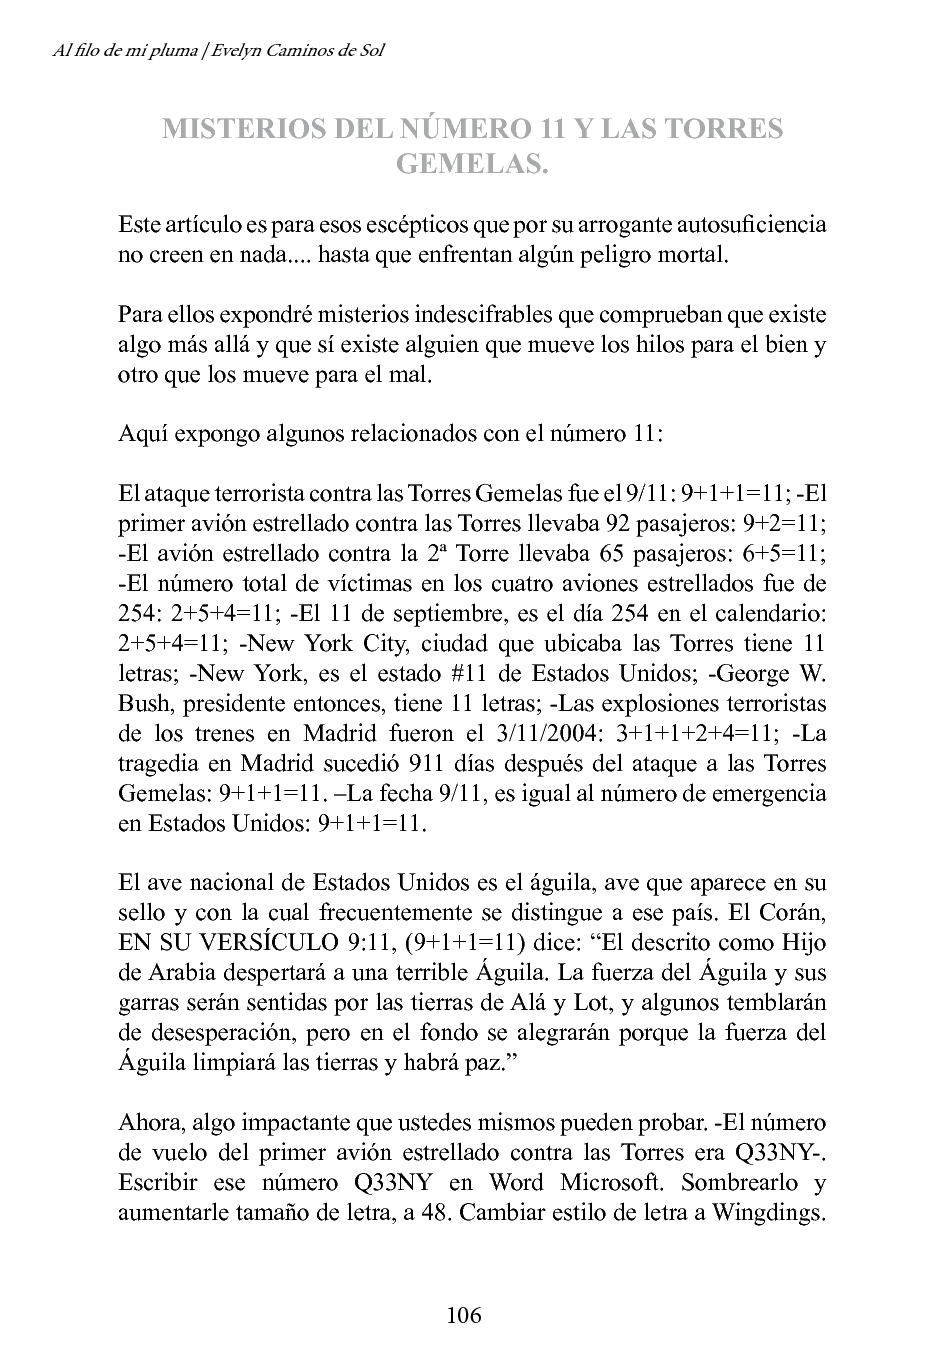 Al filo de mi pluma | Evelyn Caminos de Sol
MISTERIOS DEL NÚMERO 11 Y LAS TORRES
GEMELAS.
Este artículo es para esos escépticos que por su arrogante autosuficiencia
no creen en nada.... hasta que enfrentan algún peligro mortal.
Para ellos expondré misterios indescifrables que comprueban que existe
algo más allá y que sí existe alguien que mueve los hilos para el bien y
otro que los mueve para el mal.
Aquí expongo algunos relacionados con el número 11:
El ataque terrorista contra las Torres Gemelas fue el 9/11: 9+1+1=11; -El
primer avión estrellado contra las Torres llevaba 92 pasajeros: 9+2=11;
-El avión estrellado contra la 2ª Torre llevaba 65 pasajeros: 6+5=11;
-El número total de víctimas en los cuatro aviones estrellados fue de
254: 2+5+4=11; -El 11 de septiembre, es el día 254 en el calendario:
2+5+4=11; -New York City, ciudad que ubicaba las Torres tiene 11
letras; -New York, es el estado #11 de Estados Unidos; -George W.
Bush, presidente entonces, tiene 11 letras; -Las explosiones terroristas
de los trenes en Madrid fueron el 3/11/2004: 3+1+1+2+4=11; -La
tragedia en Madrid sucedió 911 días después del ataque a las Torres
Gemelas: 9+1+1=11. –La fecha 9/11, es igual al número de emergencia
en Estados Unidos: 9+1+1=11.
El ave nacional de Estados Unidos es el águila, ave que aparece en su
sello y con la cual frecuentemente se distingue a ese país. El Corán,
EN SU VERSÍCULO 9:11, (9+1+1=11) dice: “El descrito como Hijo
de Arabia despertará a una terrible Águila. La fuerza del Águila y sus
garras serán sentidas por las tierras de Alá y Lot, y algunos temblarán
de desesperación, pero en el fondo se alegrarán porque la fuerza del
Águila limpiará las tierras y habrá paz.”
Ahora, algo impactante que ustedes mismos pueden probar. -El número
de vuelo del primer avión estrellado contra las Torres era Q33NY-.
Escribir ese número Q33NY en Word Microsoft. Sombrearlo y
aumentarle tamaño de letra, a 48. Cambiar estilo de letra a Wingdings.
106